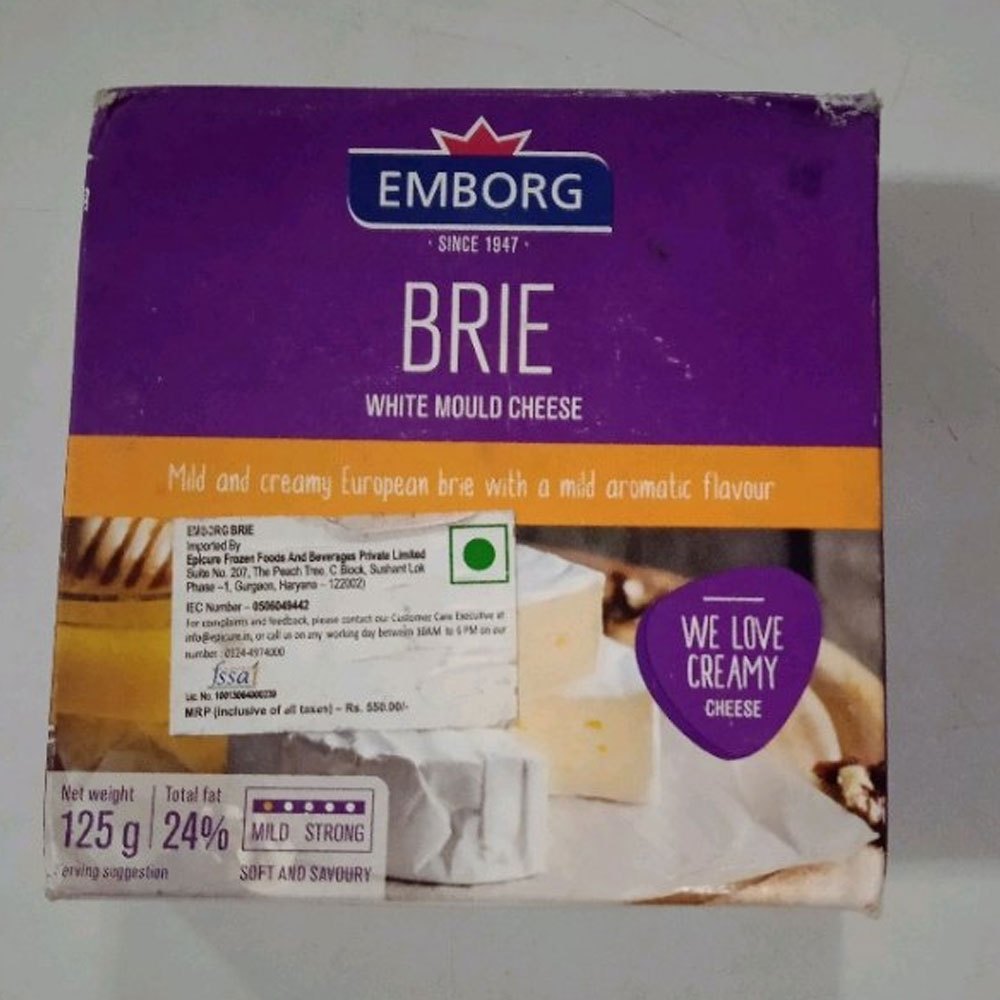 EMBORG
· SINCE 1947 ·
BRIE
WHITE MOULD CHEESE
Mild and creamy European brie with a mild aromatic flavour
EMBORG BRIE
Imported By
Epicure Frozen Foods And Beverages Private Limited
Suite No. 207, The Peach Tree, C Block, Sushant Lok
Phase –1, Gurgaon, Haryana – 122002)
IEC Number – 0506049442
For complaints and feedback, please contact our Customer Care Executive at
info@epicure.in, or call us on any working day between 10AM to 6 PM on our
number : 0124-4974000
fssai
Lic No.
MRP (inclusive of all taxes) – Rs. 550.00/-
WE LOVE
CREAMY
CHEESE
Net weight
125 g
Total fat
24%
MILD STRONG
erving suggestion
SOFT AND SAVOURY